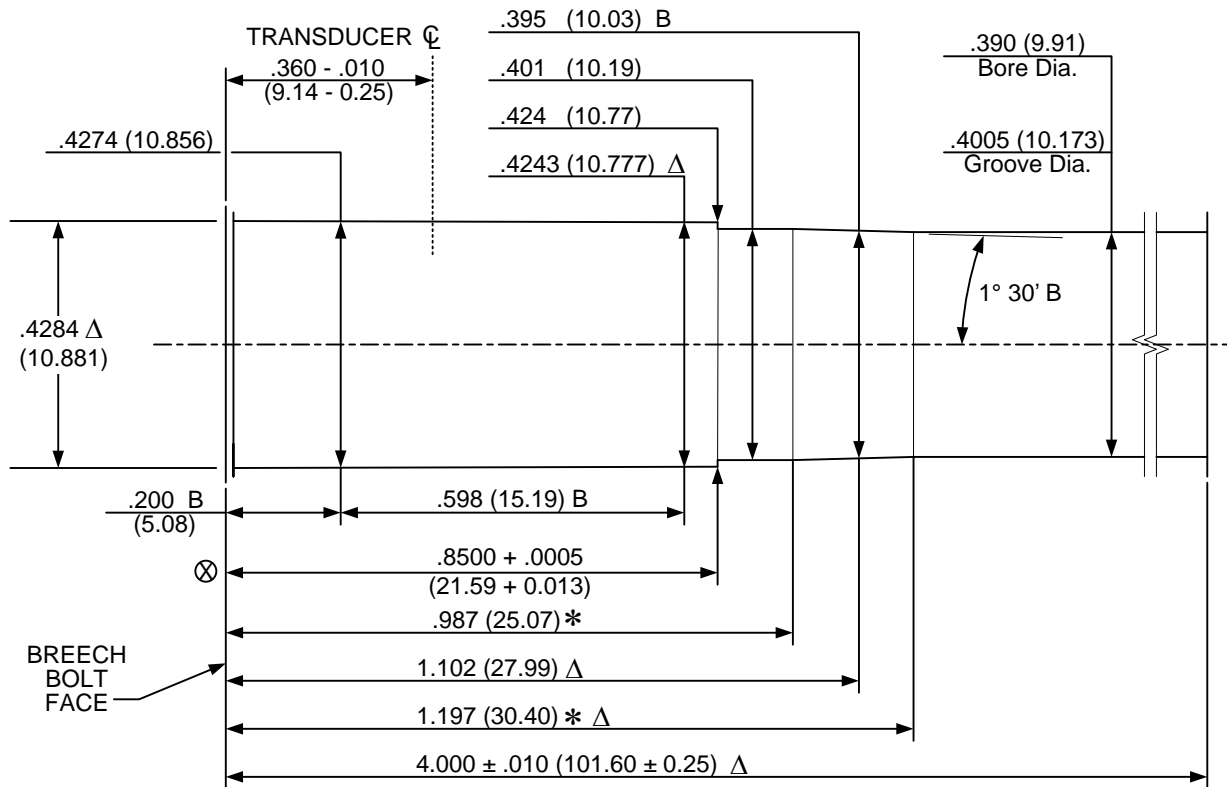 .395 (10.03) B
TRANSDUCER ℄
.390 (9.91)
Bore Dia.
.360 - .010
(9.14 - 0.25)
.401 (10.19)
.424 (10.77)
.4274 (10.856)
.4005 (10.173)
Groove Dia.
.4243 (10.777) Δ
1° 30’ B
.4284 Δ
(10.881)
.200 B
(5.08)
.598 (15.19) B
.8500 + .0005
(21.59 + 0.013)
⊗
.987 (25.07) *
BREECH
BOLT
FACE
1.102 (27.99) Δ
1.197 (30.40) * Δ
4.000 ± .010 (101.60 ± 0.25) Δ